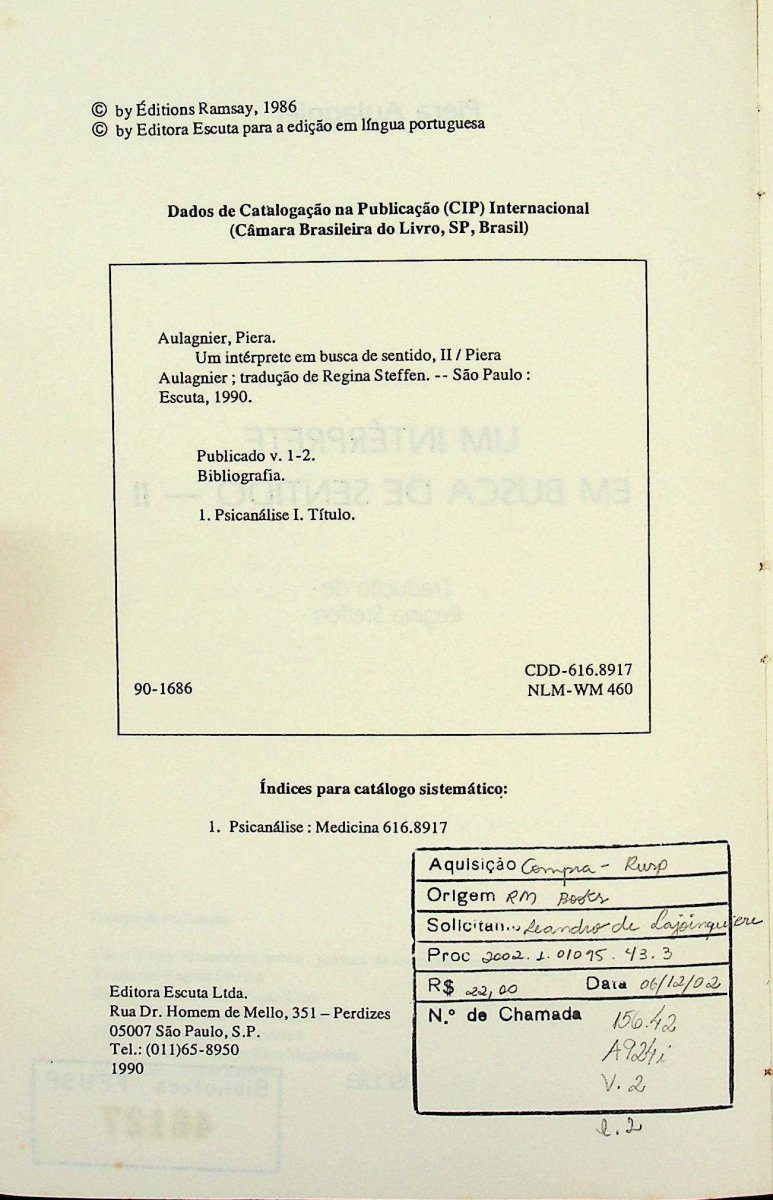 © by Éditions Ramsay, 1986
© by Editora Escuta para a edição em língua portuguesa
Dados de Catalogação na Publicação (CIP) Internacional
(Câmara Brasileira do Livro, SP, Brasil)
Aulagnier, Piera.
Um intérprete em busca de sentido, II / Piera
Aulagnier ; tradução de Regina Steffen. -- São Paulo :
Escuta, 1990.
Publicado v. 1-2.
Bibliografia.
1. Psicanálise I. Título.
CDD-616.8917
90-1686 NLM-WM 460
Índices para catálogo sistemático:
1. Psicanálise : Medicina 616.8917
Aquisição Compra - Rusp
Origem RM Books
Solicitan.. Leandro de Lajonquiere
Proc 2002.1.01095.43.3
R$ 22,00 Data 06/12/02
N.º de Chamada 156.42
A924i
V. 2
e. 2
Editora Escuta Ltda.
Rua Dr. Homem de Mello, 351 – Perdizes
05007 São Paulo, S.P.
Tel.: (011)65-8950
1990